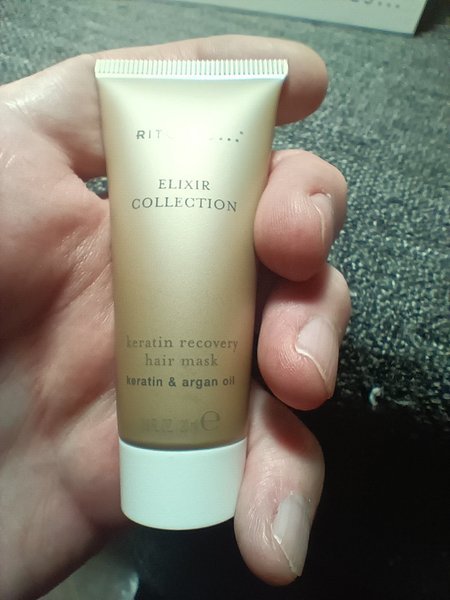 ELIXIR
COLLECTION
keratin recovery
hair mask
keratin & argan oil